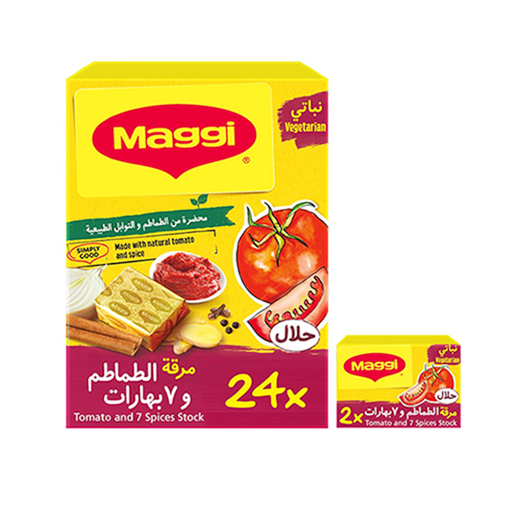 نباتي
Vegetarian
Maggi
®
محضرة من الطماطم و التوابل الطبيعية
SIMPLY
GOOD
Made with natural tomato
and spice
حلال
مرقة الطماطم
و ٧ بهارات
24x
Tomato and 7 Spices Stock
نباتي
Vegetarian
Maggi
حلال
2x مرقة الطماطم و ٧ بهارات
Tomato and 7 Spices Stock